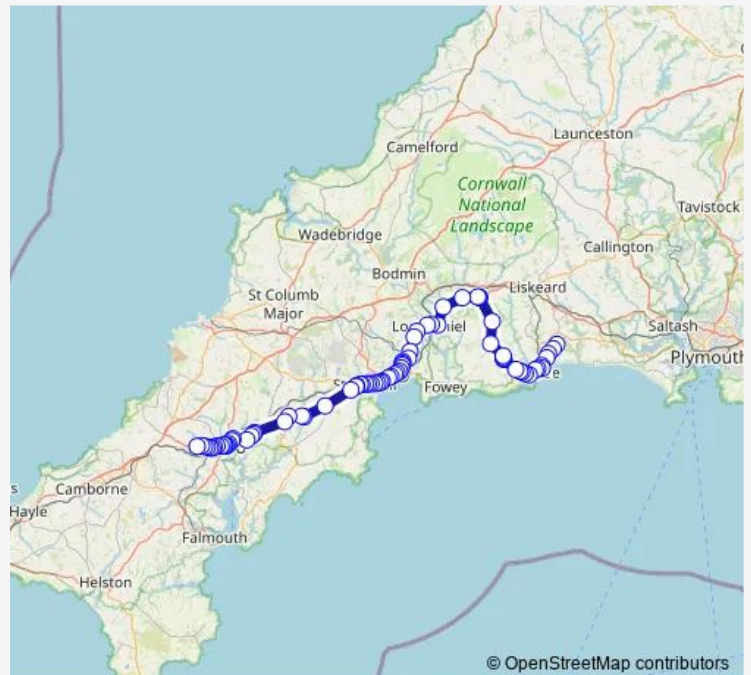 Launceston
Camelford
Cornwall
National
Landscape
Tavistock
Wadebridge
Callington
Bodmin
Liskeard
St Columb
Major
Saltash
Plymouth
Fowey
Camborne
Hayle
Falmouth
Helston
© OpenStreetMap contributors